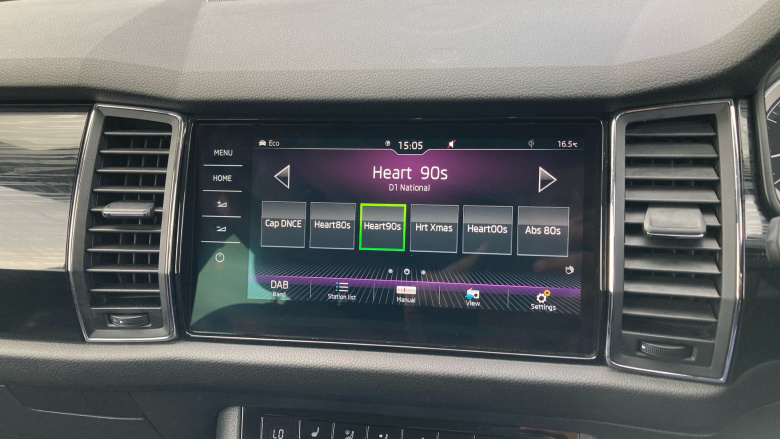 Eco 15:05 16.5°C
MENU
HOME
Heart 90s
D1 National
Cap DNCE Heart80s Heart90s Hrt Xmas Heart00s Abs 80s
DAB
Band
Station list
Manual
View
Settings
LO